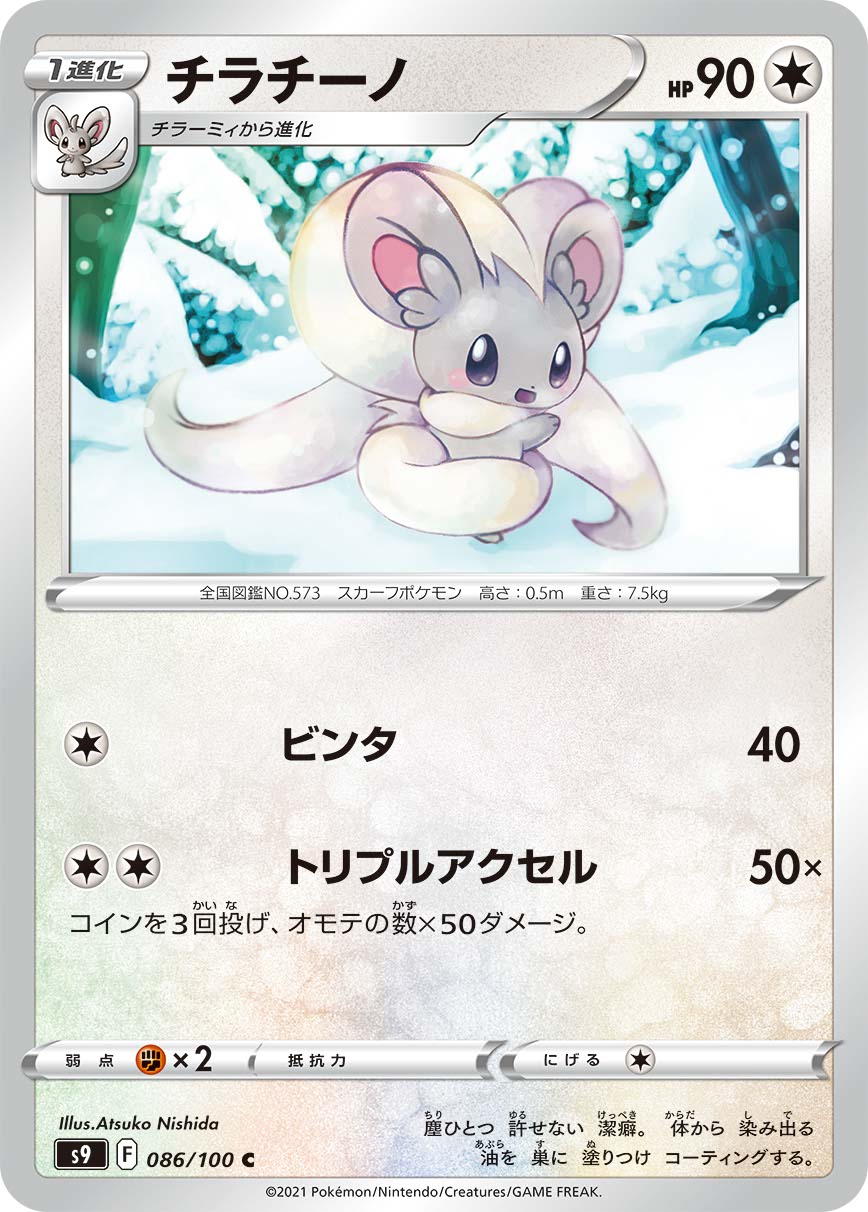 1進化
チラチーノ
HP90
チラーミィから進化
全国図鑑NO.573 スカーフポケモン 高さ:0.5m 重さ:7.5kg
ビンタ 40
トリプルアクセル 50×
コインを3回投げ、オモテの数×50ダメージ。
弱点 ×2 抵抗力 にげる
Illus.Atsuko Nishida
塵ひとつ 許せない 潔癖。 体から 染み出る
油を 巣に 塗りつけ コーティングする。
s9 F 086/100 C
©2021 Pokémon/Nintendo/Creatures/GAME FREAK.